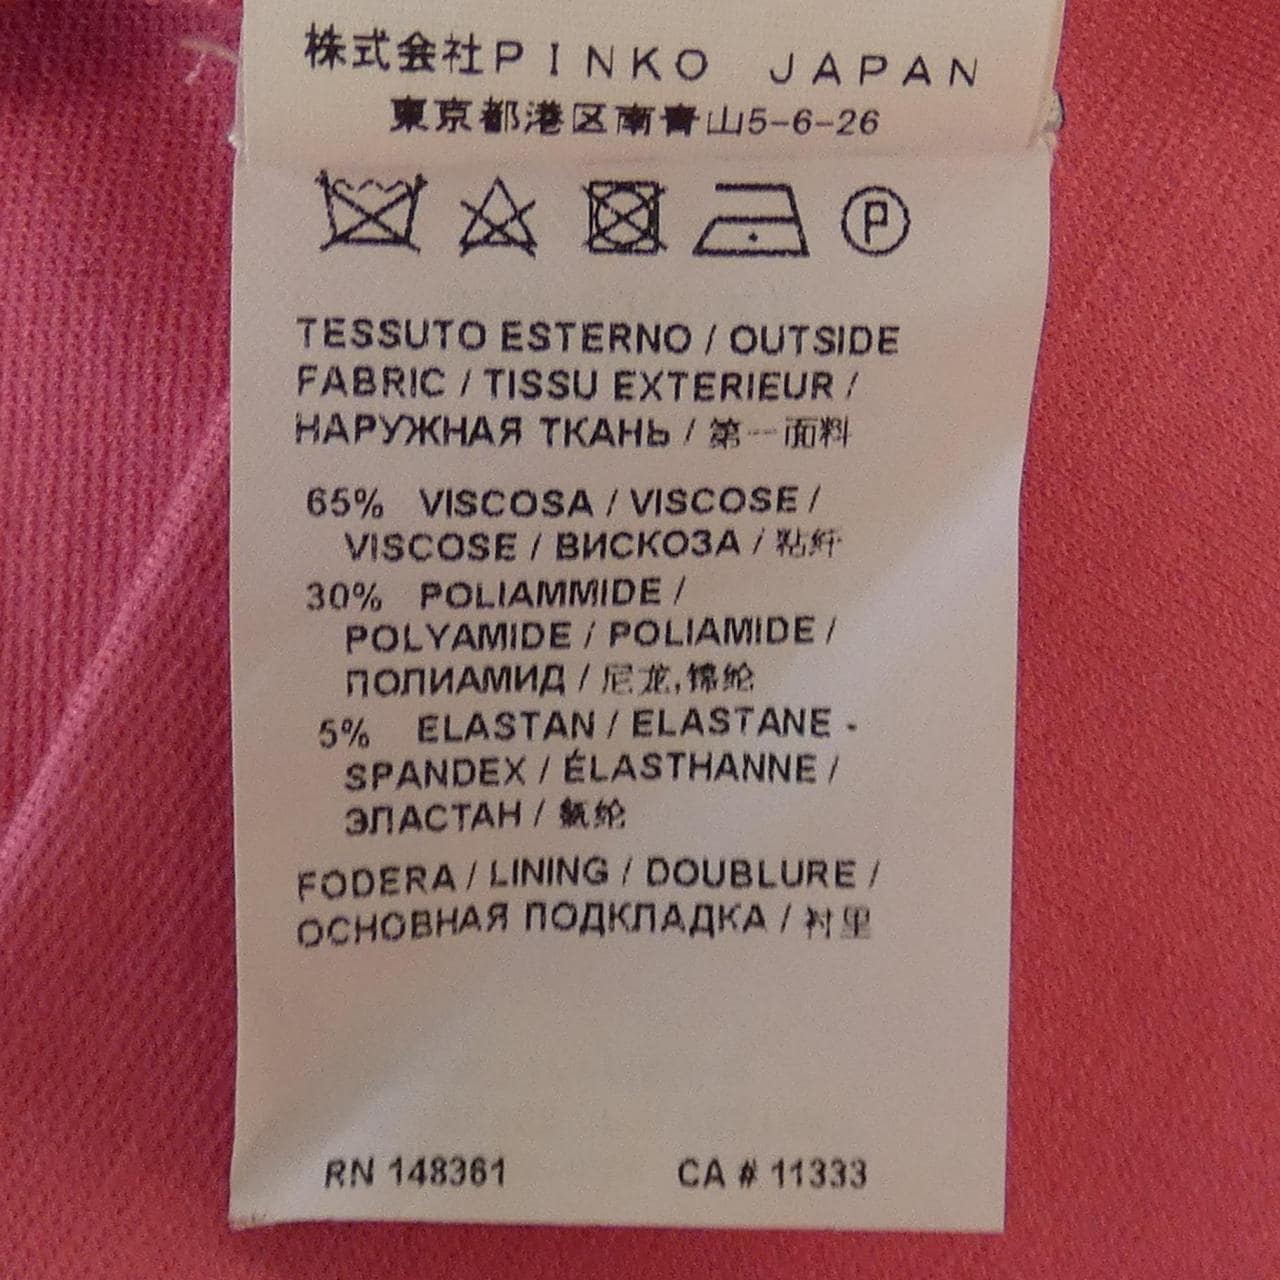 株式会社PINKO JAPAN
東京都港区南青山5-6-26
P
TESSUTO ESTERNO / OUTSIDE
FABRIC / TISSU EXTERIEUR /
НАРУЖНАЯ ТКАНЬ / 第一面料
65% VISCOSA / VISCOSE /
VISCOSE / ВИСКОЗА / 粘纤
30% POLIAMMIDE /
POLYAMIDE / POLIAMIDE /
ПОЛИАМИД / 尼龙,锦纶
5% ELASTAN / ELASTANE -
SPANDEX / ÉLASTHANNE /
ЭЛАСТАН / 氨纶
FODERA / LINING / DOUBLURE /
ОСНОВНАЯ ПОДКЛАДКА / 衬里
RN 148361 CA # 11333